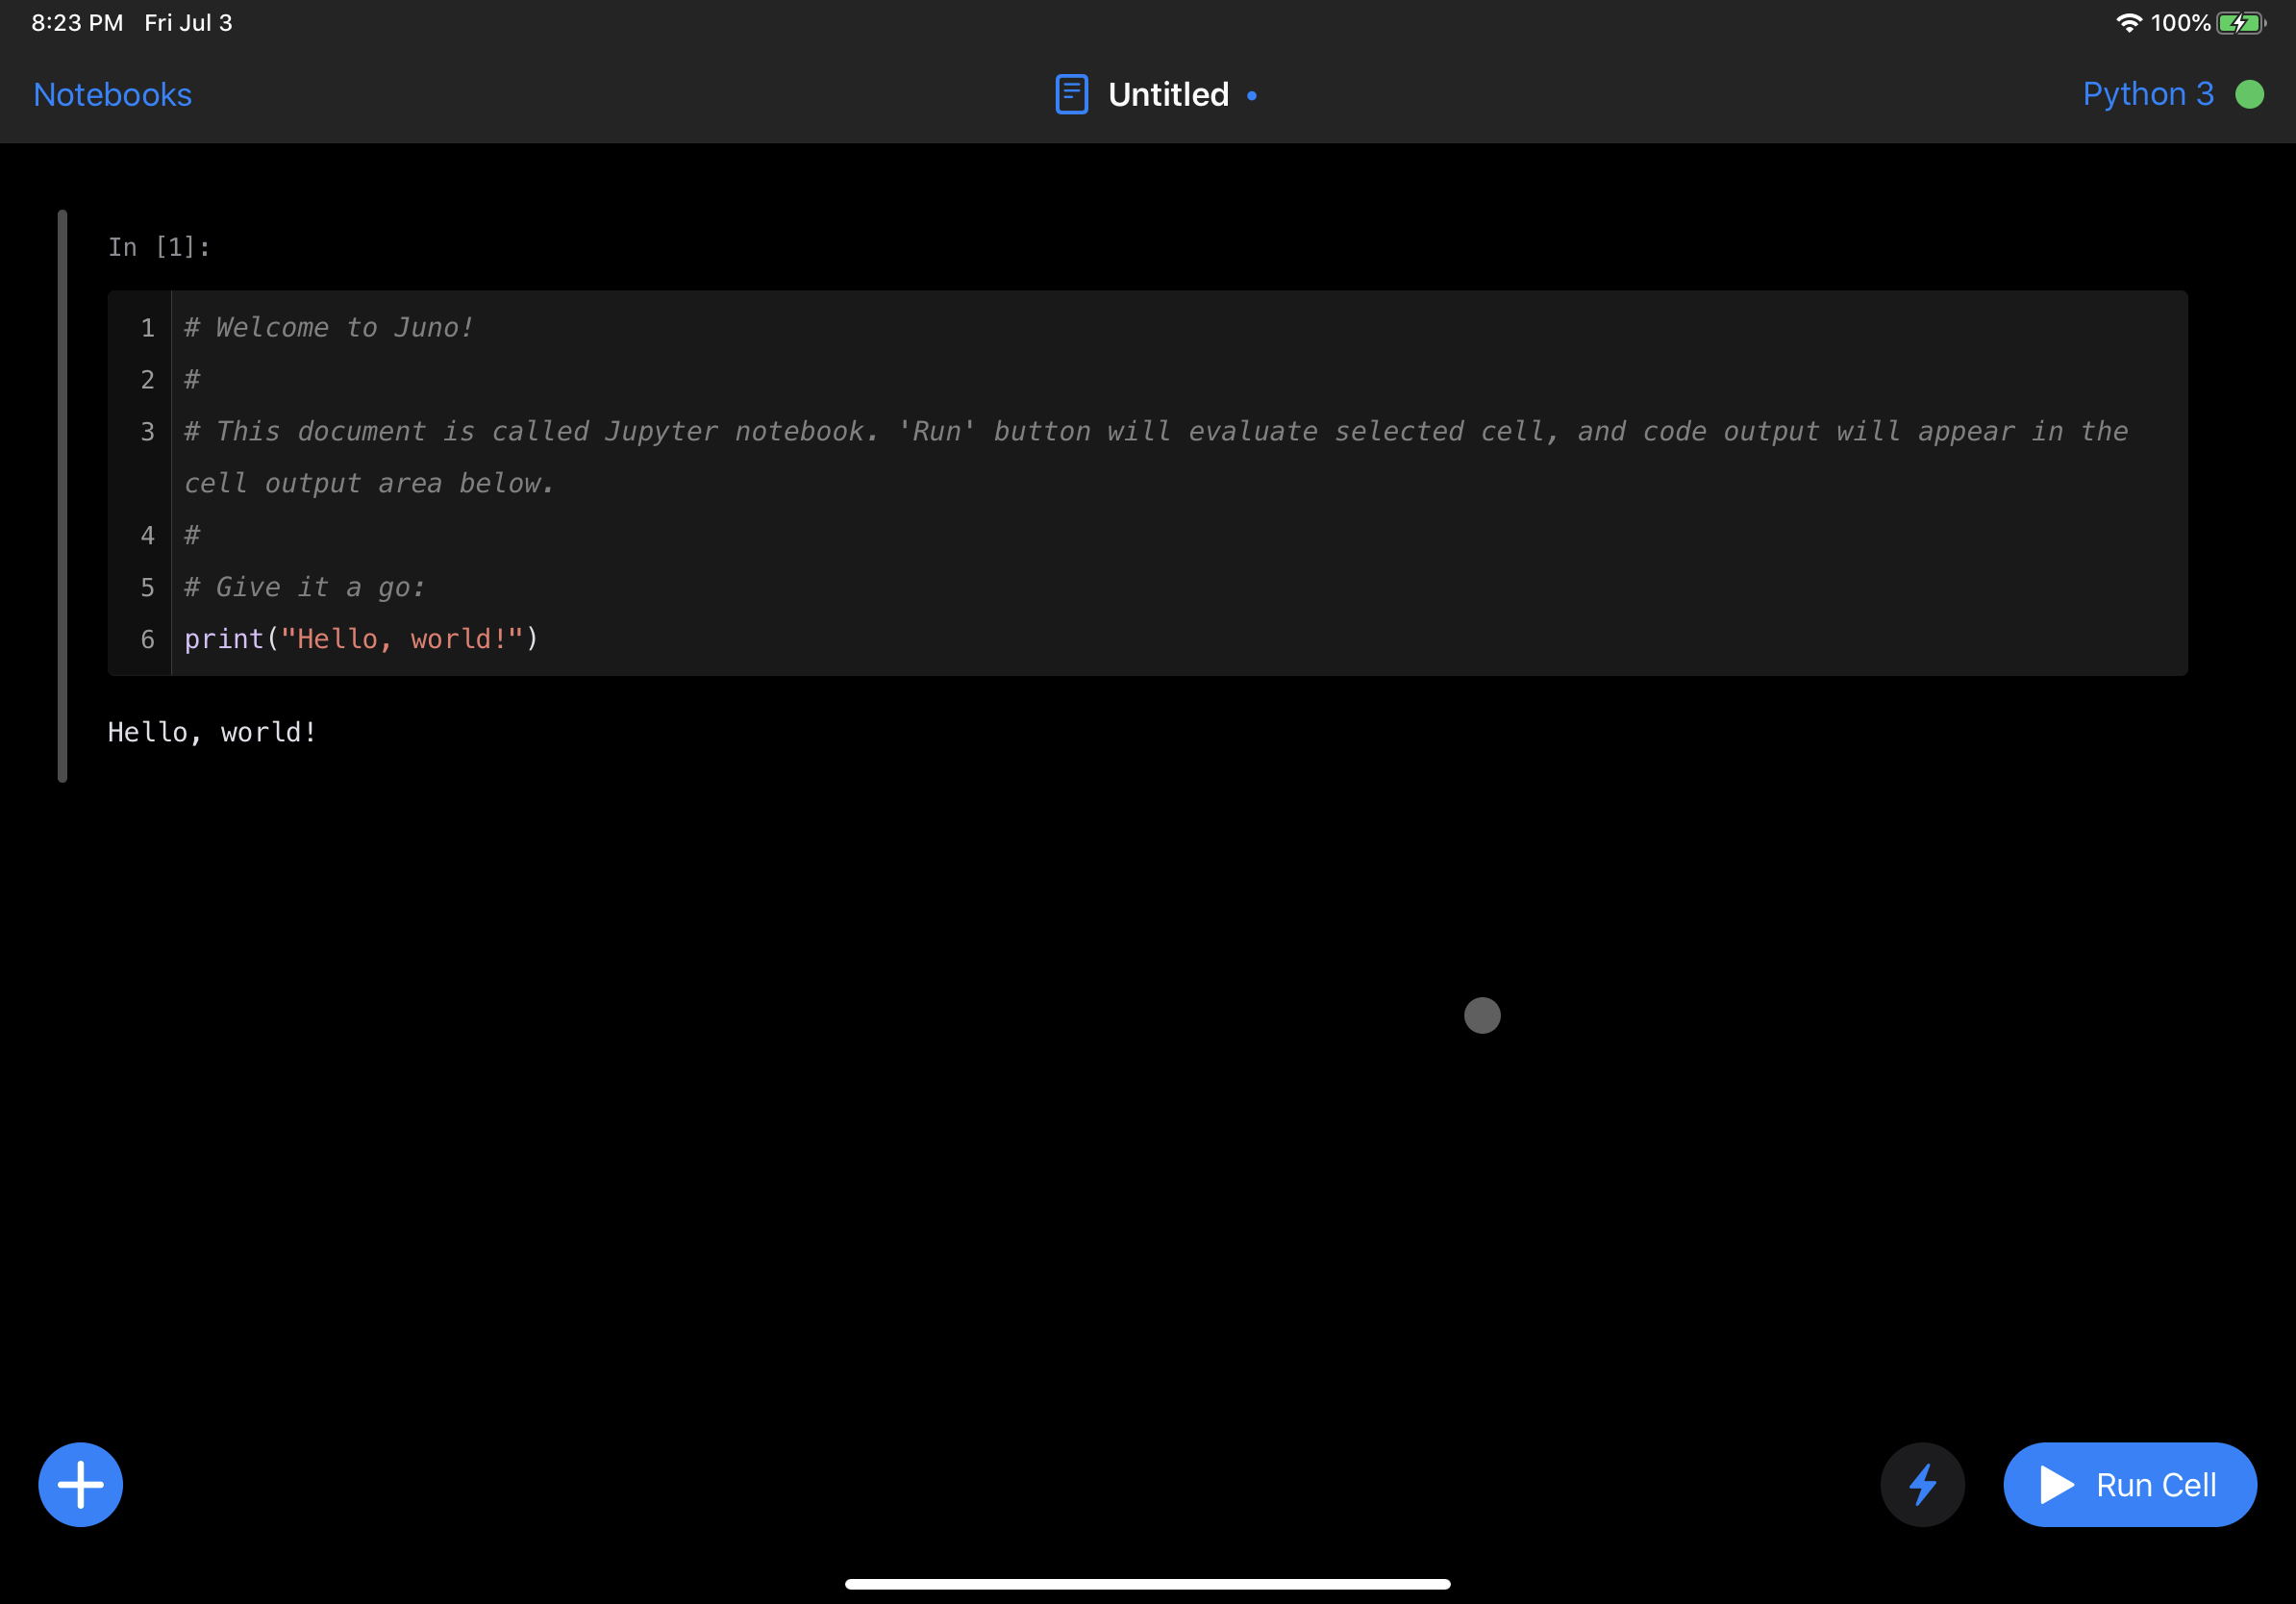 8:23 PM Fri Jul 3 100%
Notebooks Untitled Python 3
In [1]:
1 # Welcome to Juno!
2 #
3 # This document is called Jupyter notebook. 'Run' button will evaluate selected cell, and code output will appear in the
cell output area below.
4 #
5 # Give it a go:
6 print("Hello, world!")
Hello, world!
Run Cell